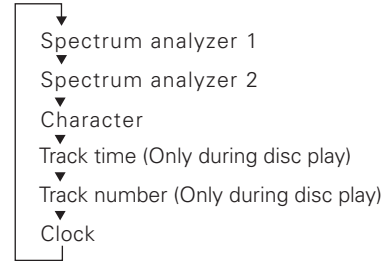 Spectrum analyzer 1
Spectrum analyzer 2
Character
Track time (Only during disc play)
Track number (Only during disc play)
Clock